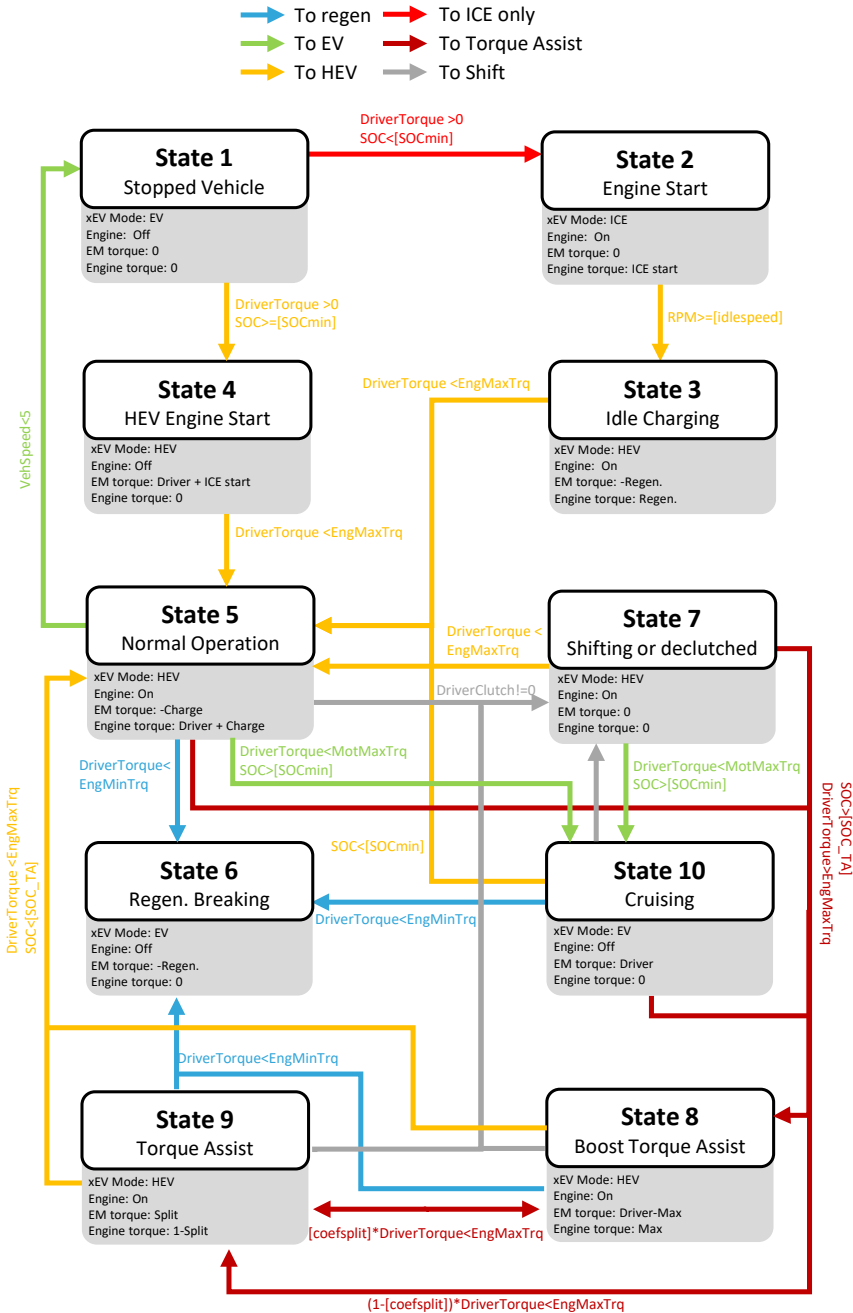 To regen
To ICE only
To EV
To Torque Assist
To HEV
To Shift
DriverTorque >0
SOC<[SOCmin]
State 1
Stopped Vehicle
xEV Mode: EV
Engine:  Off
EM torque: 0
Engine torque: 0
State 2
Engine Start
xEV Mode: ICE
Engine:  On
EM torque: 0
Engine torque: ICE start
DriverTorque >0
SOC>=[SOCmin]
RPM>=[idlespeed]
VehSpeed<5
State 4
HEV Engine Start
xEV Mode: HEV
Engine: Off
EM torque: Driver + ICE start
Engine torque: 0
DriverTorque <EngMaxTrq
State 3
Idle Charging
xEV Mode: HEV
Engine:  On
EM torque: -Regen.
Engine torque: Regen.
DriverTorque <EngMaxTrq
State 5
Normal Operation
xEV Mode: HEV
Engine: On
EM torque: -Charge
Engine torque: Driver + Charge
DriverTorque <
EngMaxTrq
DriverClutch!=0
State 7
Shifting or declutched
xEV Mode: HEV
Engine: On
EM torque: 0
Engine torque: 0
DriverTorque<
EngMinTrq
DriverTorque<MotMaxTrq
SOC>[SOCmin]
DriverTorque<MotMaxTrq
SOC>[SOCmin]
SOC>[SOC_TA]
DriverTorque>EngMaxTrq
DriverTorque <EngMaxTrq
SOC<[SOC_TA]
SOC<[SOCmin]
State 6
Regen. Breaking
xEV Mode: EV
Engine: Off
EM torque: -Regen.
Engine torque: 0
DriverTorque<EngMinTrq
State 10
Cruising
xEV Mode: EV
Engine: Off
EM torque: Driver
Engine torque: 0
DriverTorque<EngMinTrq
State 9
Torque Assist
xEV Mode: HEV
Engine: On
EM torque: Split
Engine torque: 1-Split
State 8
Boost Torque Assist
xEV Mode: HEV
Engine: On
EM torque: Driver-Max
Engine torque: Max
[coefsplit]*DriverTorque<EngMaxTrq
(1-[coefsplit])*DriverTorque<EngMaxTrq